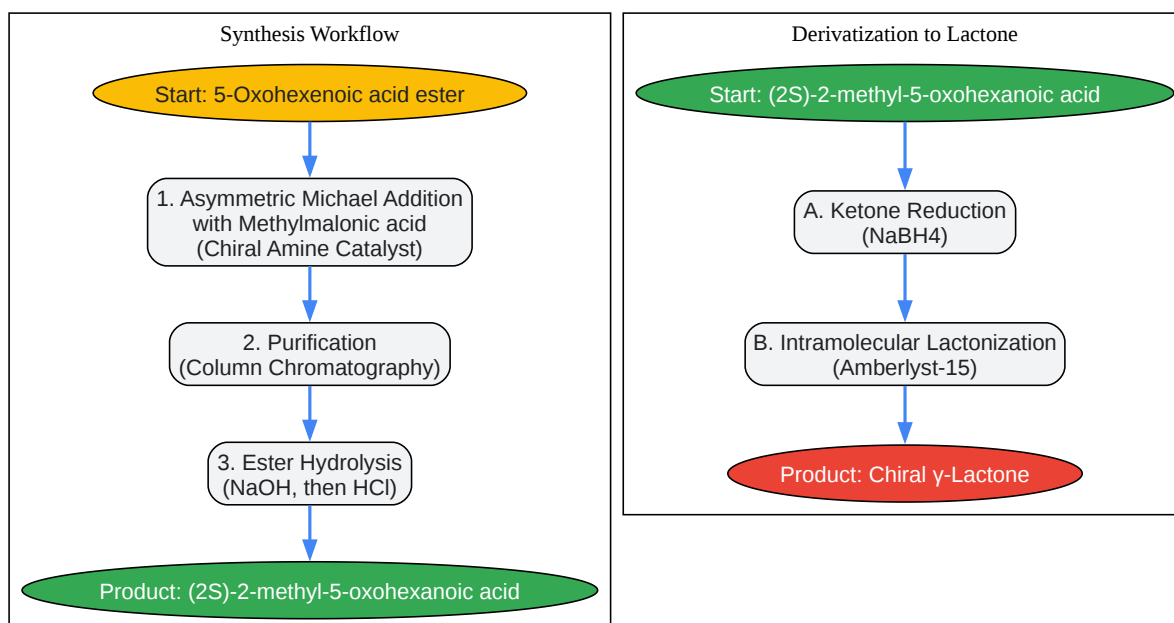 Synthesis Workflow
Start: 5-Oxohexenoic acid ester
1. Asymmetric Michael Addition
with Methylmalonic acid
(Chiral Amine Catalyst)
2. Purification
(Column Chromatography)
3. Ester Hydrolysis
(NaOH, then HCl)
Product: (2S)-2-methyl-5-oxohexanoic acid
Derivatization to Lactone
Start: (2S)-2-methyl-5-oxohexanoic acid
A. Ketone Reduction
(NaBH4)
B. Intramolecular Lactonization
(Amberlyst-15)
Product: Chiral γ-Lactone